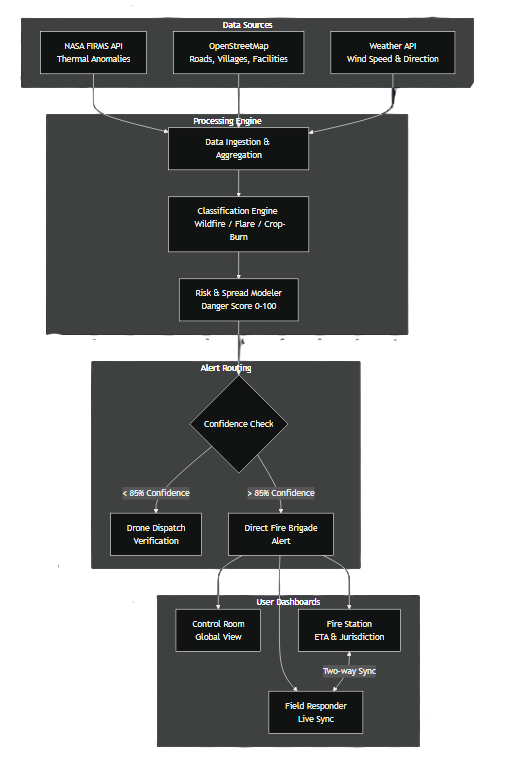 Data Sources
NASA FIRMS API
Thermal Anomalies
OpenStreetMap
Roads, Villages, Facilities
Weather API
Wind Speed & Direction
Processing Engine
Data Ingestion &
Aggregation
Classification Engine
Wildfire / Flare / Crop-
Burn
Risk & Spread Modeler
Danger Score 0-100
Alert Routing
Confidence Check
< 85% Confidence
> 85% Confidence
Drone Dispatch
Verification
Direct Fire Brigade
Alert
User Dashboards
Control Room
Global View
Fire Station
ETA & Jurisdiction
Two-way Sync
Field Responder
Live Sync